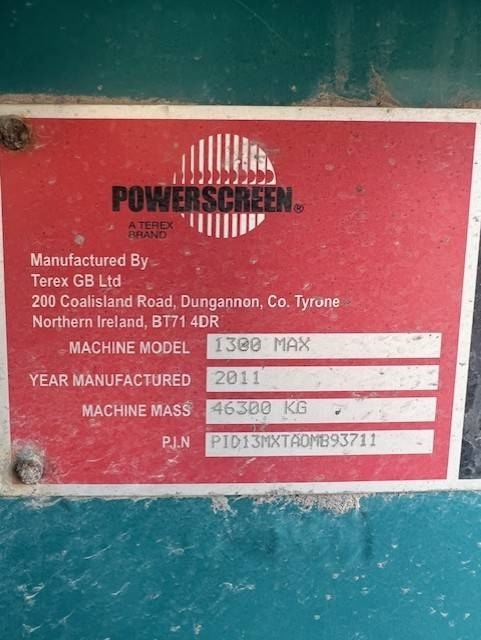 POWERSCREEN®
A TEREX
BRAND
Manufactured By
Terex GB Ltd
200 Coalisland Road, Dungannon, Co. Tyrone
Northern Ireland, BT71 4DR
MACHINE MODEL 1300 MAX
YEAR MANUFACTURED 2011
MACHINE MASS 46300 KG
P.I.N PID13MXTADMB93711